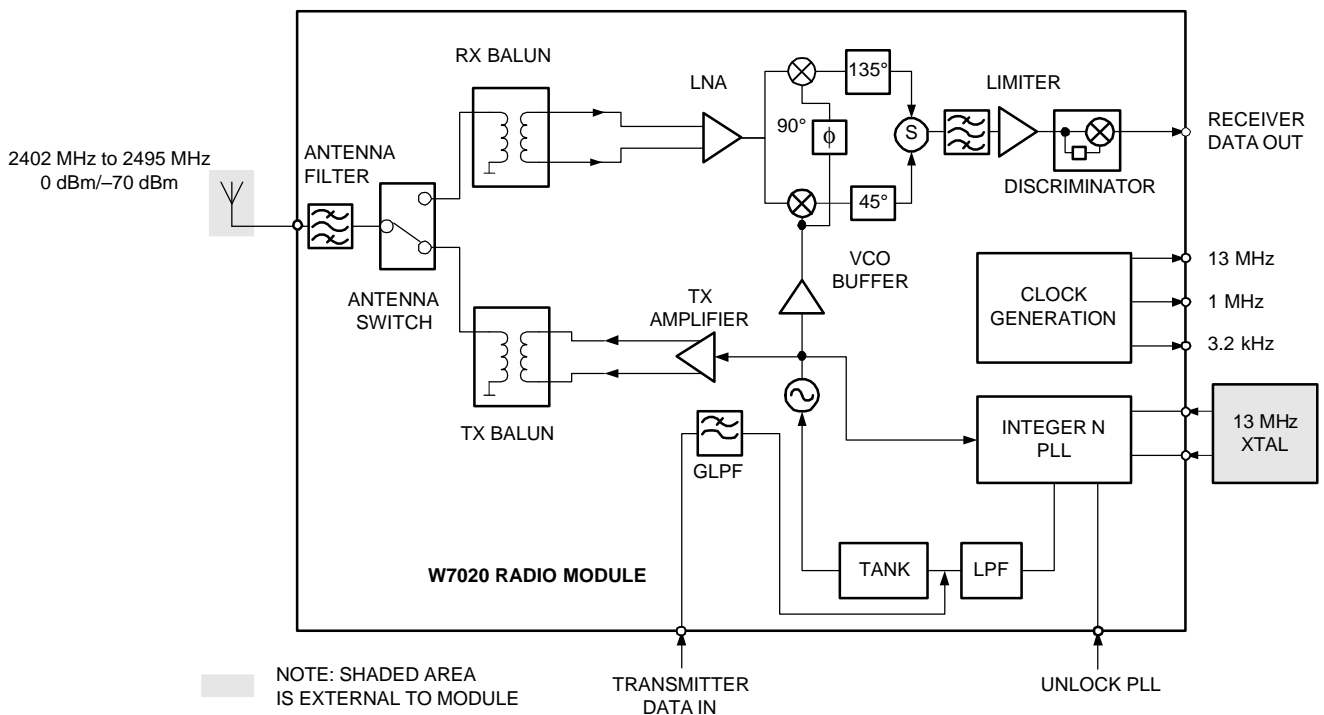 RX BALUN
LNA
135°
LIMITER
90°
ϕ
S
RECEIVER
DATA OUT
2402 MHz to 2495 MHz
0 dBm/–70 dBm
ANTENNA
FILTER
45°
DISCRIMINATOR
ANTENNA
SWITCH
TX
AMPLIFIER
VCO
BUFFER
CLOCK
GENERATION
13 MHz
1 MHz
3.2 kHz
TX BALUN
GLPF
INTEGER N
PLL
13 MHz
XTAL
W7020 RADIO MODULE
TANK
LPF
NOTE: SHADED AREA
IS EXTERNAL TO MODULE
TRANSMITTER
DATA IN
UNLOCK PLL